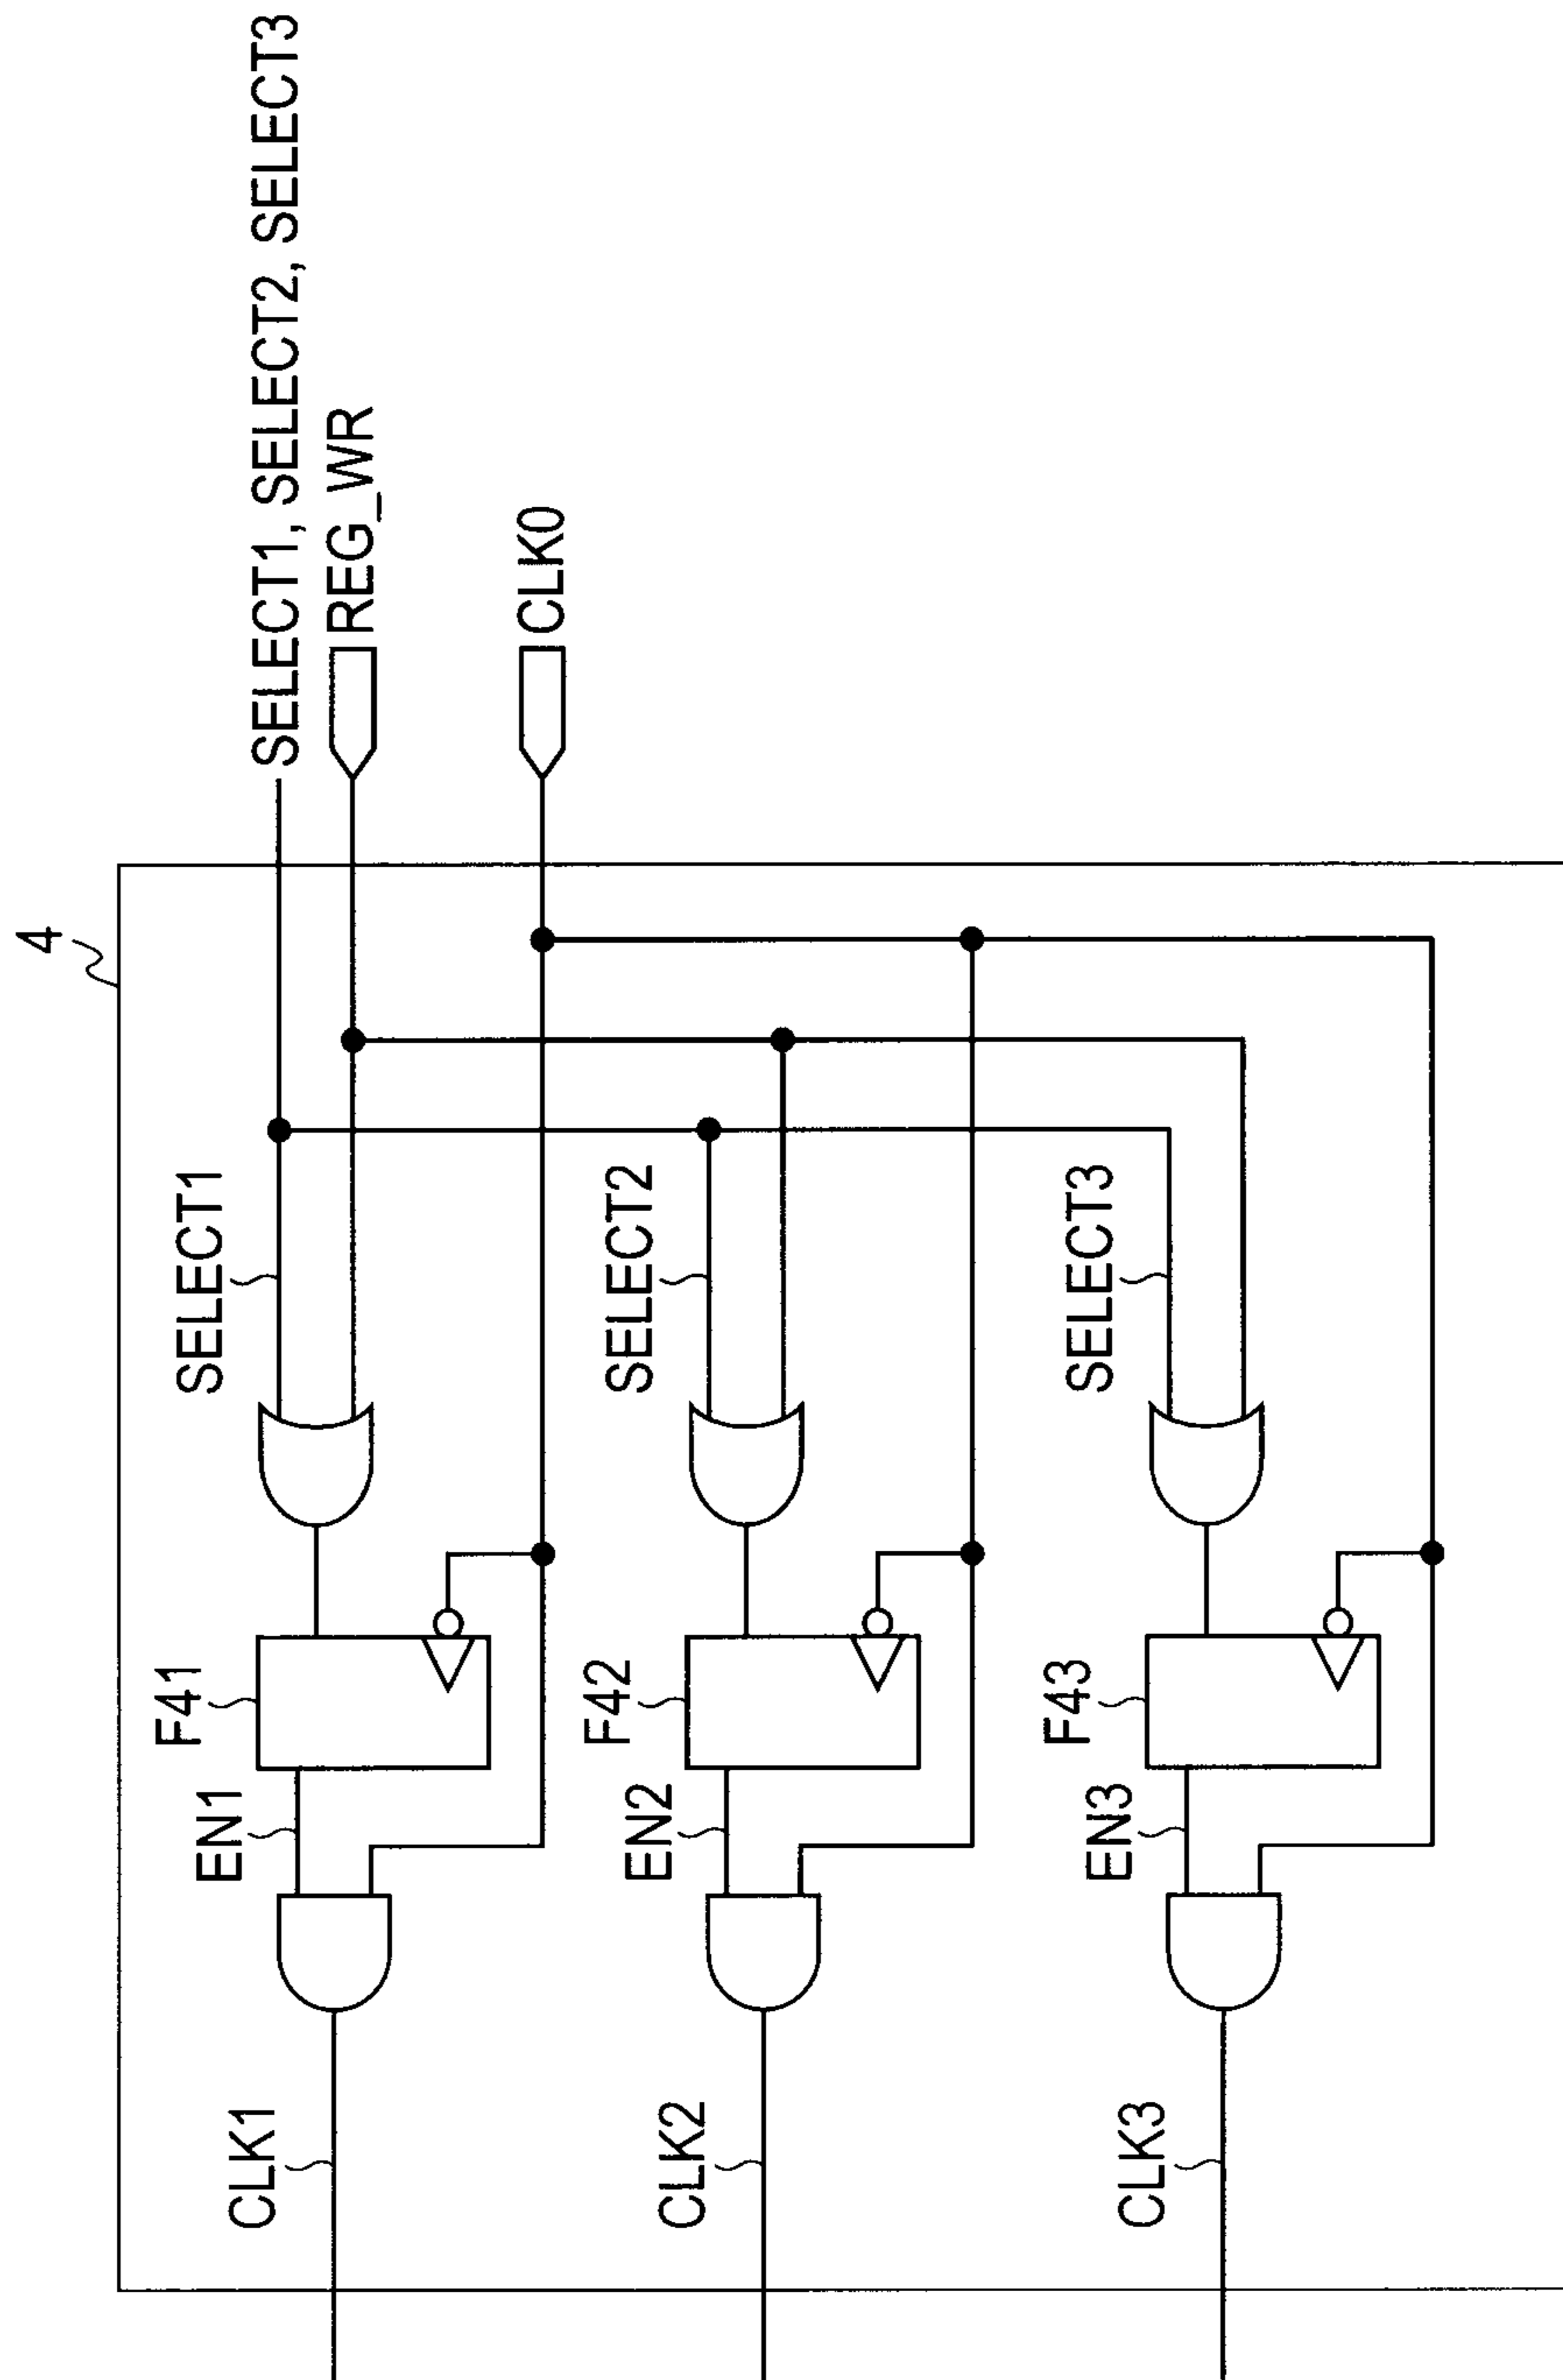 4
SELECT1, SELECT2, SELECT3
REG_WR
CLK0
SELECT1
F41
EN1
CLK1
SELECT2
F42
EN2
CLK2
SELECT3
F43
EN3
CLK3